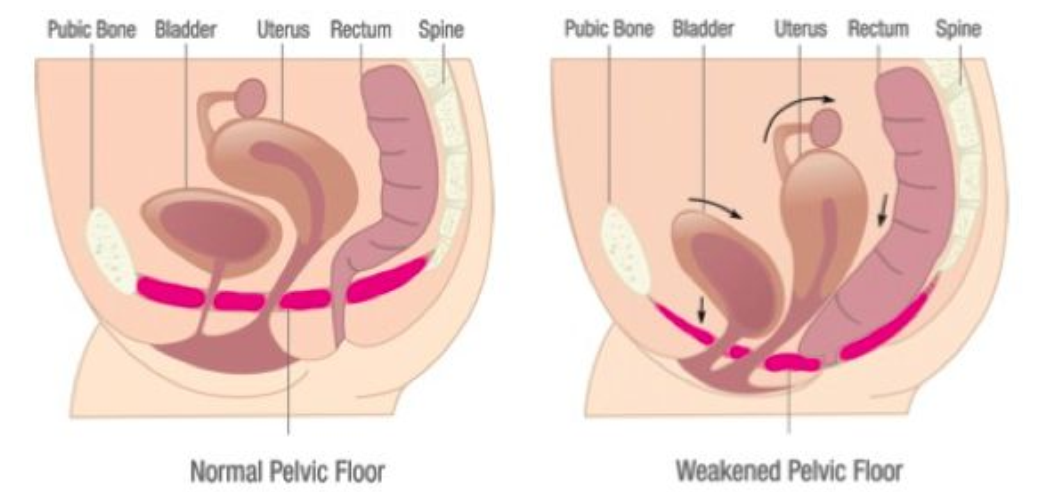 Pubic Bone Bladder Uterus Rectum Spine
Pubic Bone Bladder Uterus Rectum Spine
Normal Pelvic Floor
Weakened Pelvic Floor